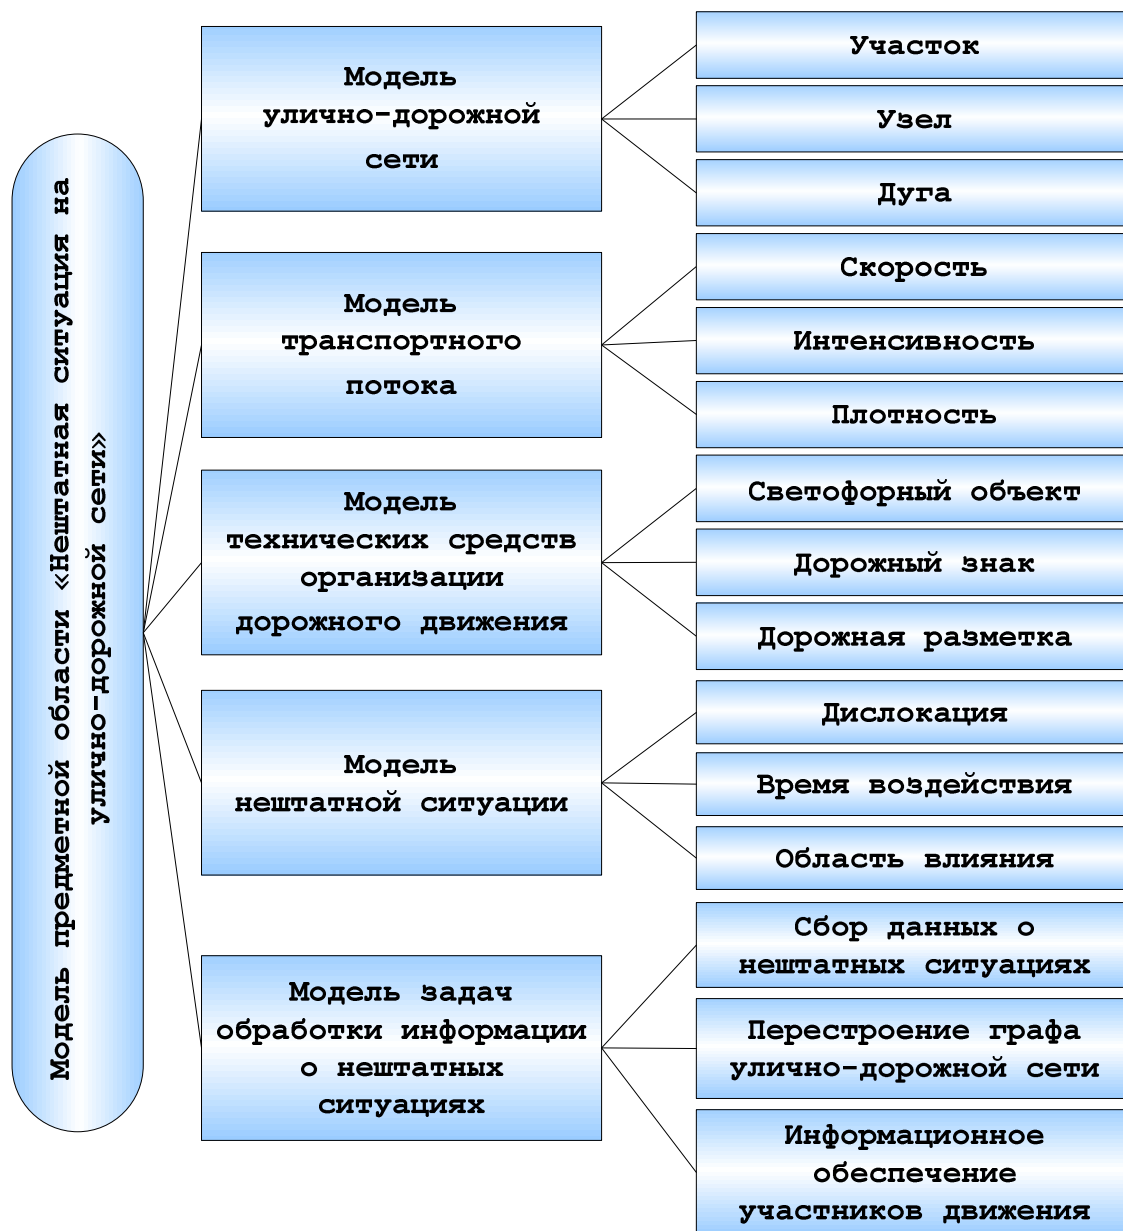 Модель предметной области «Нештатная ситуация на
улично-дорожной сети»
Модель
улично-дорожной
сети
Участок
Узел
Дуга
Модель
транспортного
потока
Скорость
Интенсивность
Плотность
Модель
технических средств
организации
дорожного движения
Светофорный объект
Дорожный знак
Дорожная разметка
Модель
нештатной ситуации
Дислокация
Время воздействия
Область влияния
Модель задач
обработки информации
о нештатных
ситуациях
Сбор данных о
нештатных ситуациях
Перестроение графа
улично-дорожной сети
Информационное
обеспечение
участников движения